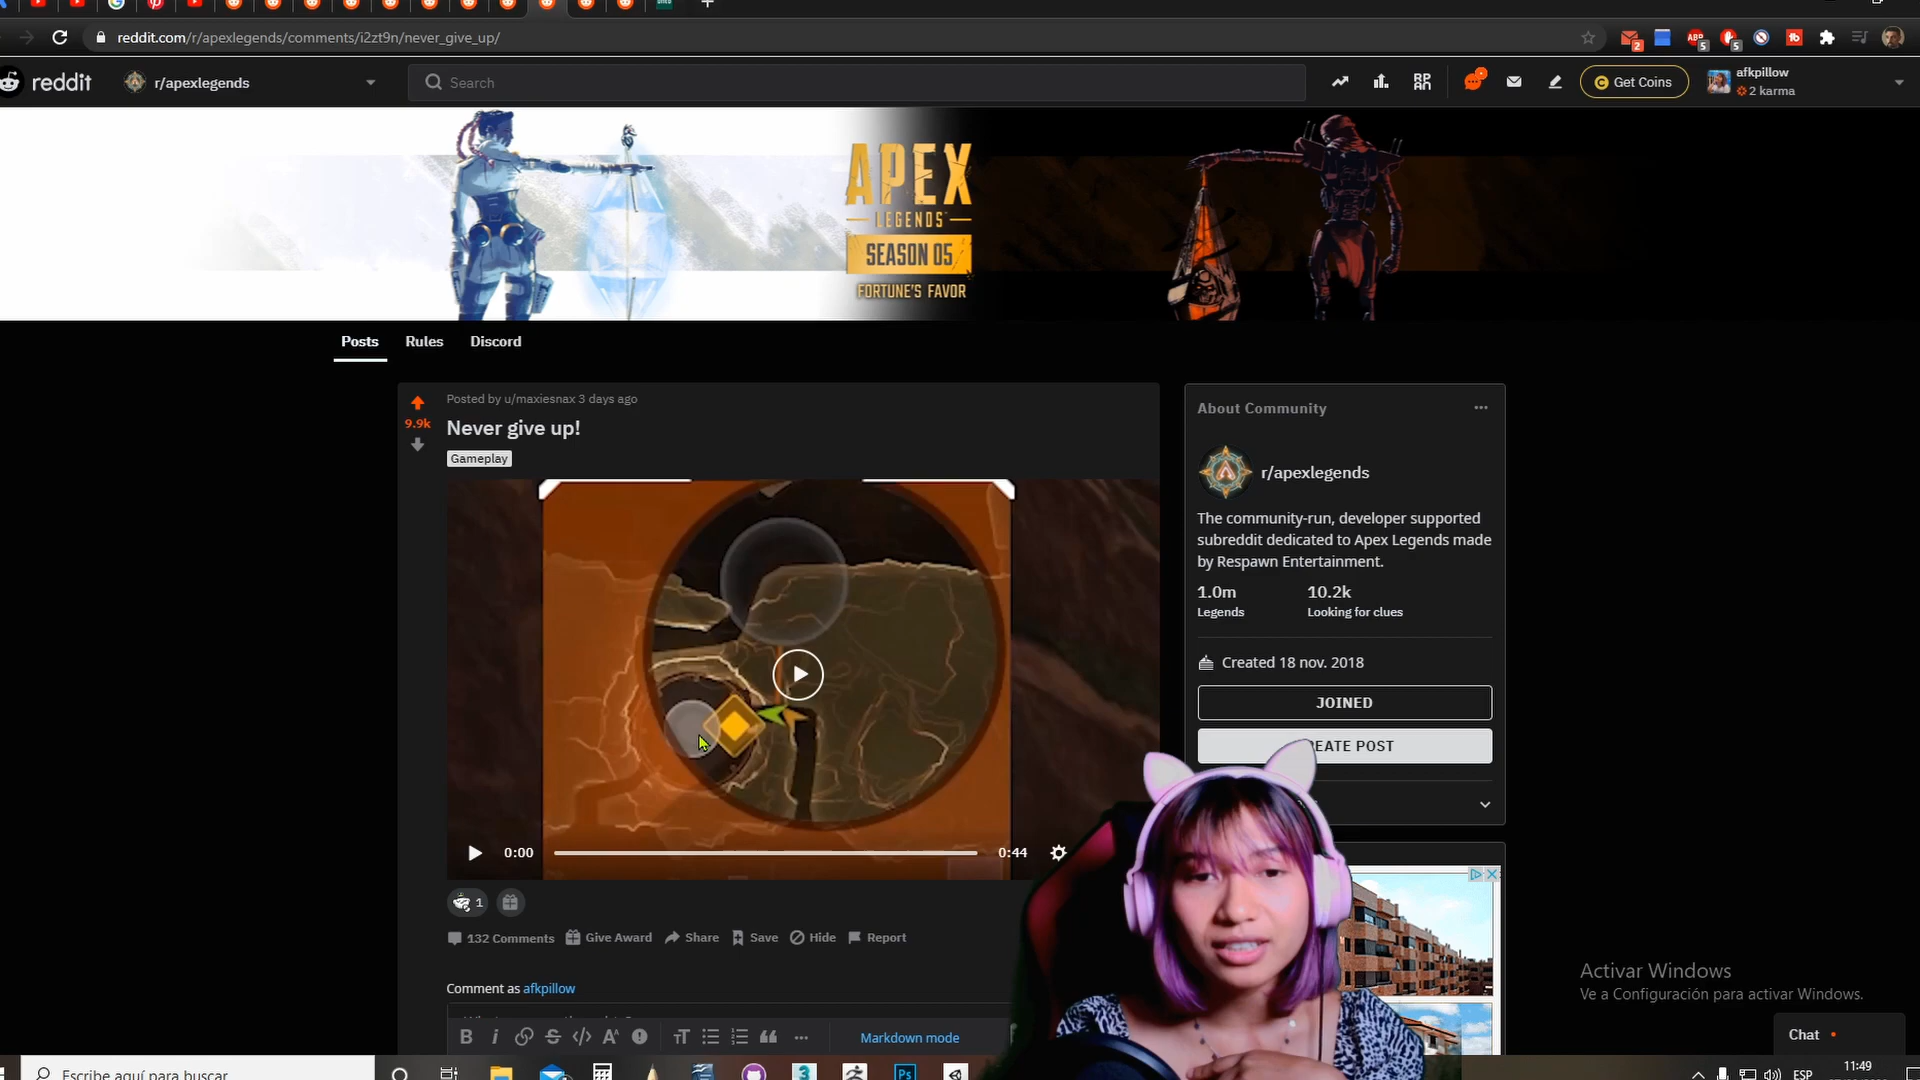 reddit.com/r/apexlegends/comments/i2zt9n/never_give_up/
2
5
5
reddit
r/apexlegends
Search
Get Coins
afkpillow
2 karma
APEX
LEGENDS
SEASON 05
FORTUNE'S FAVOR
Posts
Rules
Discord
Posted by u/maxiesnax 3 days ago
9.9k
Never give up!
Gameplay
0:00
0:44
1
132 Comments
Give Award
Share
Save
Hide
Report
Comment as afkpillow
Markdown mode
About Community
r/apexlegends
The community-run, developer supported
subreddit dedicated to Apex Legends made
by Respawn Entertainment.
1.0m
10.2k
Legends
Looking for clues
Created 18 nov. 2018
JOINED
EATE POST
Activar Windows
Ve a Configuración para activar Windows.
Chat
Escribe aquí para buscar
Ps
ESP
11:49